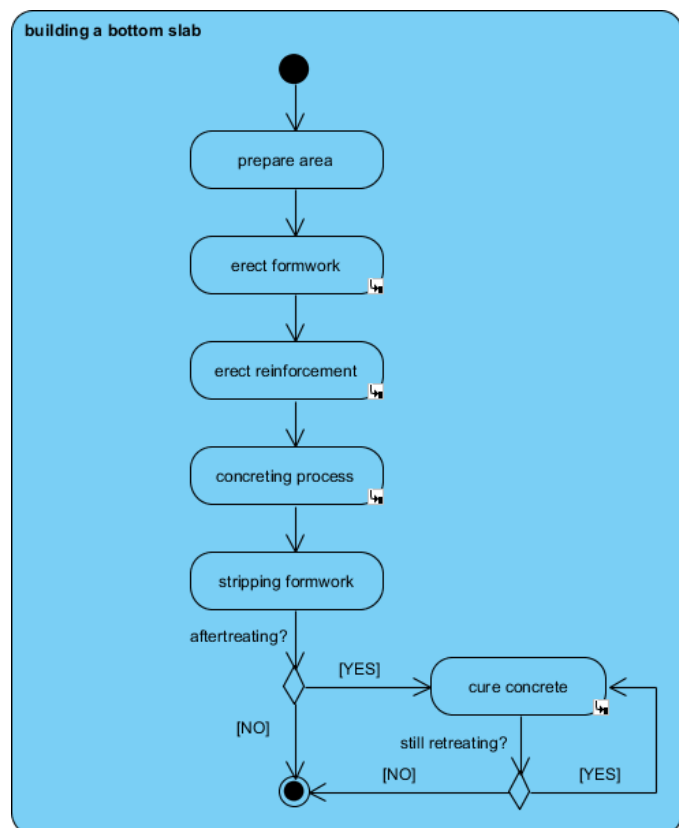 building a bottom slab
prepare area
erect formwork
erect reinforcement
concreting process
stripping formwork
aftertreating?
[YES]
cure concrete
[NO]
still retreating?
[NO]
[YES]